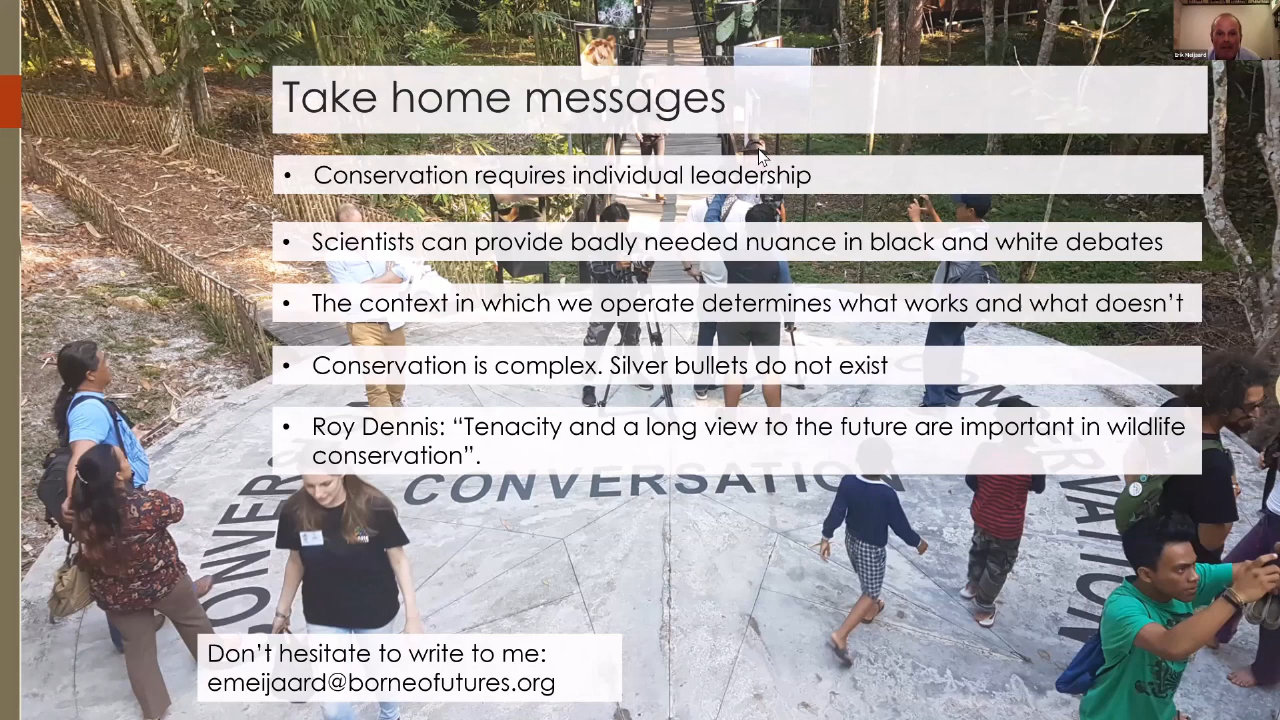 Erik Meijaard
Take home messages
• Conservation requires individual leadership
• Scientists can provide badly needed nuance in black and white debates
• The context in which we operate determines what works and what doesn’t
• Conservation is complex. Silver bullets do not exist
• Roy Dennis: “Tenacity and a long view to the future are important in wildlife
conservation”.
CONVERSATION
Don’t hesitate to write to me:
emeijaard@borneofutures.org